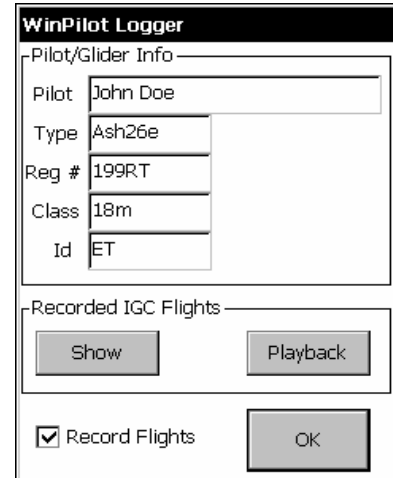 WinPilot Logger
Pilot/Glider Info
Pilot John Doe
Type Ash26e
Reg # 199RT
Class 18m
Id ET
Recorded IGC Flights
Show Playback
Record Flights OK